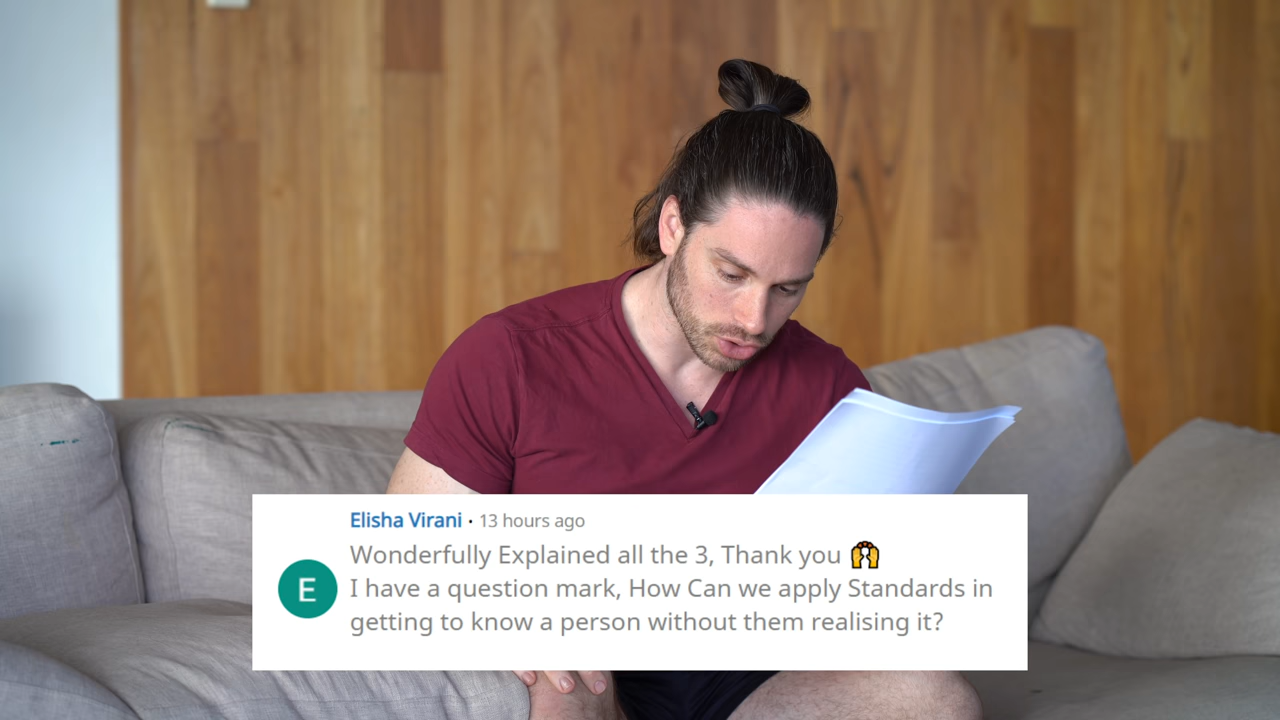 Elisha Virani · 13 hours ago
Wonderfully Explained all the 3, Thank you 🙌
E
I have a question mark, How Can we apply Standards in
getting to know a person without them realising it?